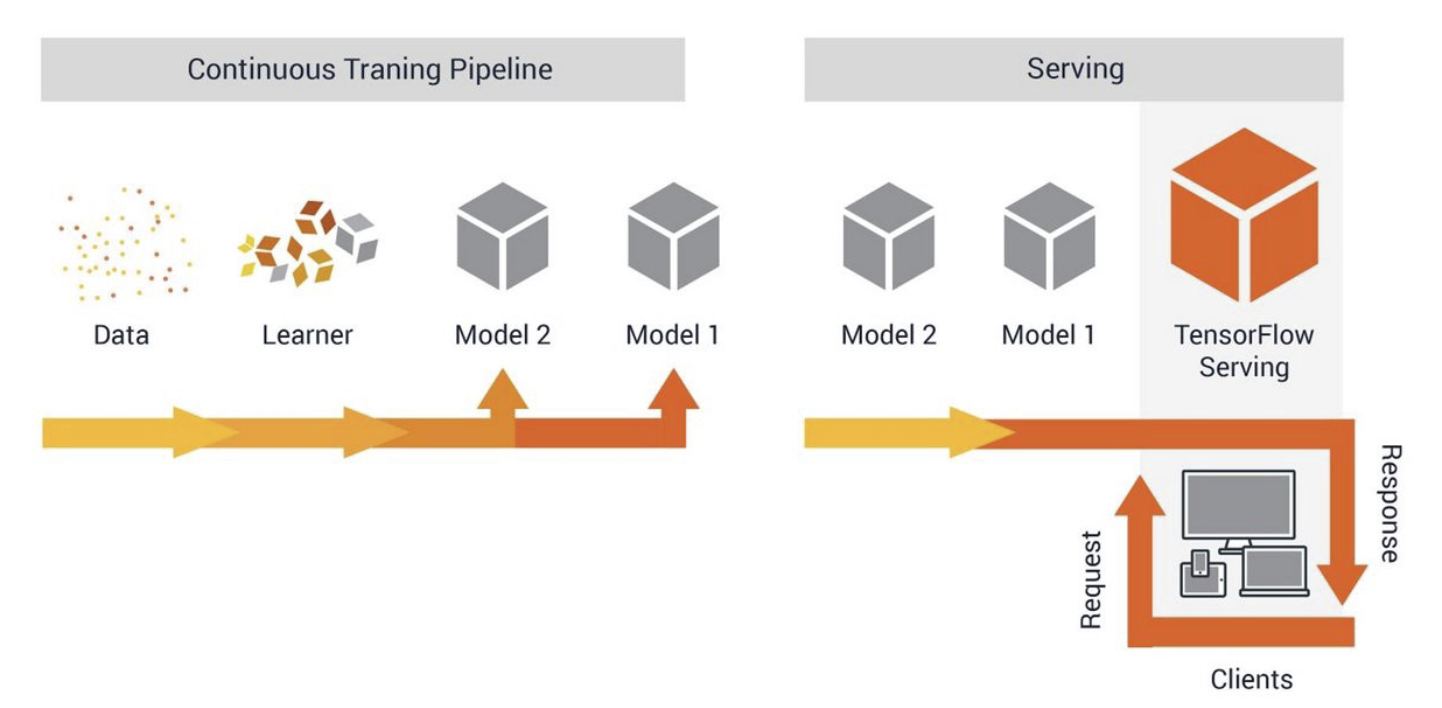 Continuous Traning Pipeline
Serving
Data
Learner
Model 2
Model 1
Model 2
Model 1
TensorFlow
Serving
Response
Request
Clients